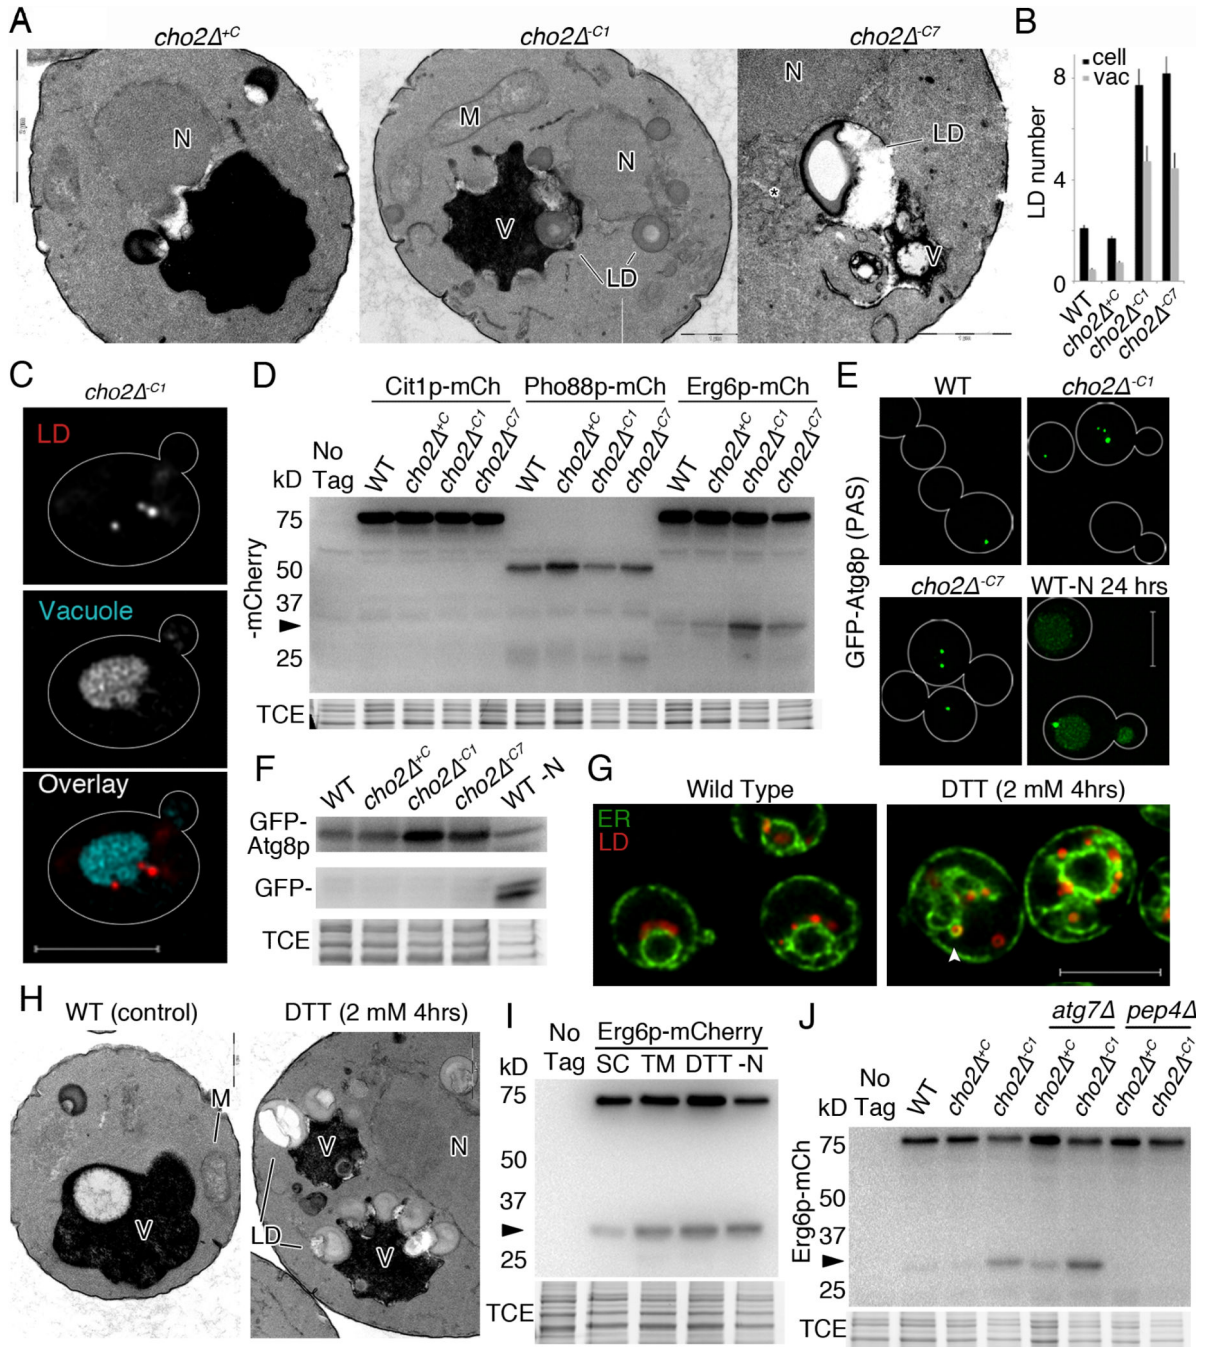 A
cho2Δ⁺ᶜ
cho2Δ⁻ᶜ¹
cho2Δ⁻ᶜ⁷
N
M
N
V
LD
N
LD
*
V
B
cell
vac
LD number
8
4
0
WT
cho2Δ⁺ᶜ
cho2Δ⁻ᶜ¹
cho2Δ⁻ᶜ⁷
C
cho2Δ⁻ᶜ¹
LD
Vacuole
Overlay
D
Cit1p-mCh
Pho88p-mCh
Erg6p-mCh
No Tag
WT
cho2Δ⁺ᶜ
cho2Δ⁻ᶜ¹
cho2Δ⁻ᶜ⁷
WT
cho2Δ⁺ᶜ
cho2Δ⁻ᶜ¹
cho2Δ⁻ᶜ⁷
WT
cho2Δ⁺ᶜ
cho2Δ⁻ᶜ¹
cho2Δ⁻ᶜ⁷
kD
75
50
37
25
-mCherry
TCE
E
GFP-Atg8p (PAS)
WT
cho2Δ⁻ᶜ¹
cho2Δ⁻ᶜ⁷
WT-N 24 hrs
F
WT
cho2Δ⁺ᶜ
cho2Δ⁻ᶜ¹
cho2Δ⁻ᶜ⁷
WT -N
GFP-
Atg8p
GFP-
TCE
G
Wild Type
DTT (2 mM 4hrs)
ER
LD
H
WT (control)
DTT (2 mM 4hrs)
M
V
V
N
LD
V
I
No
Tag
Erg6p-mCherry
SC TM DTT -N
kD
75
50
37
25
TCE
J
atg7Δ
pep4Δ
No
Tag
WT
cho2Δ⁺ᶜ
cho2Δ⁻ᶜ¹
cho2Δ⁺ᶜ
cho2Δ⁻ᶜ¹
cho2Δ⁺ᶜ
cho2Δ⁻ᶜ¹
kD
75
50
37
25
Erg6p-mCh
TCE